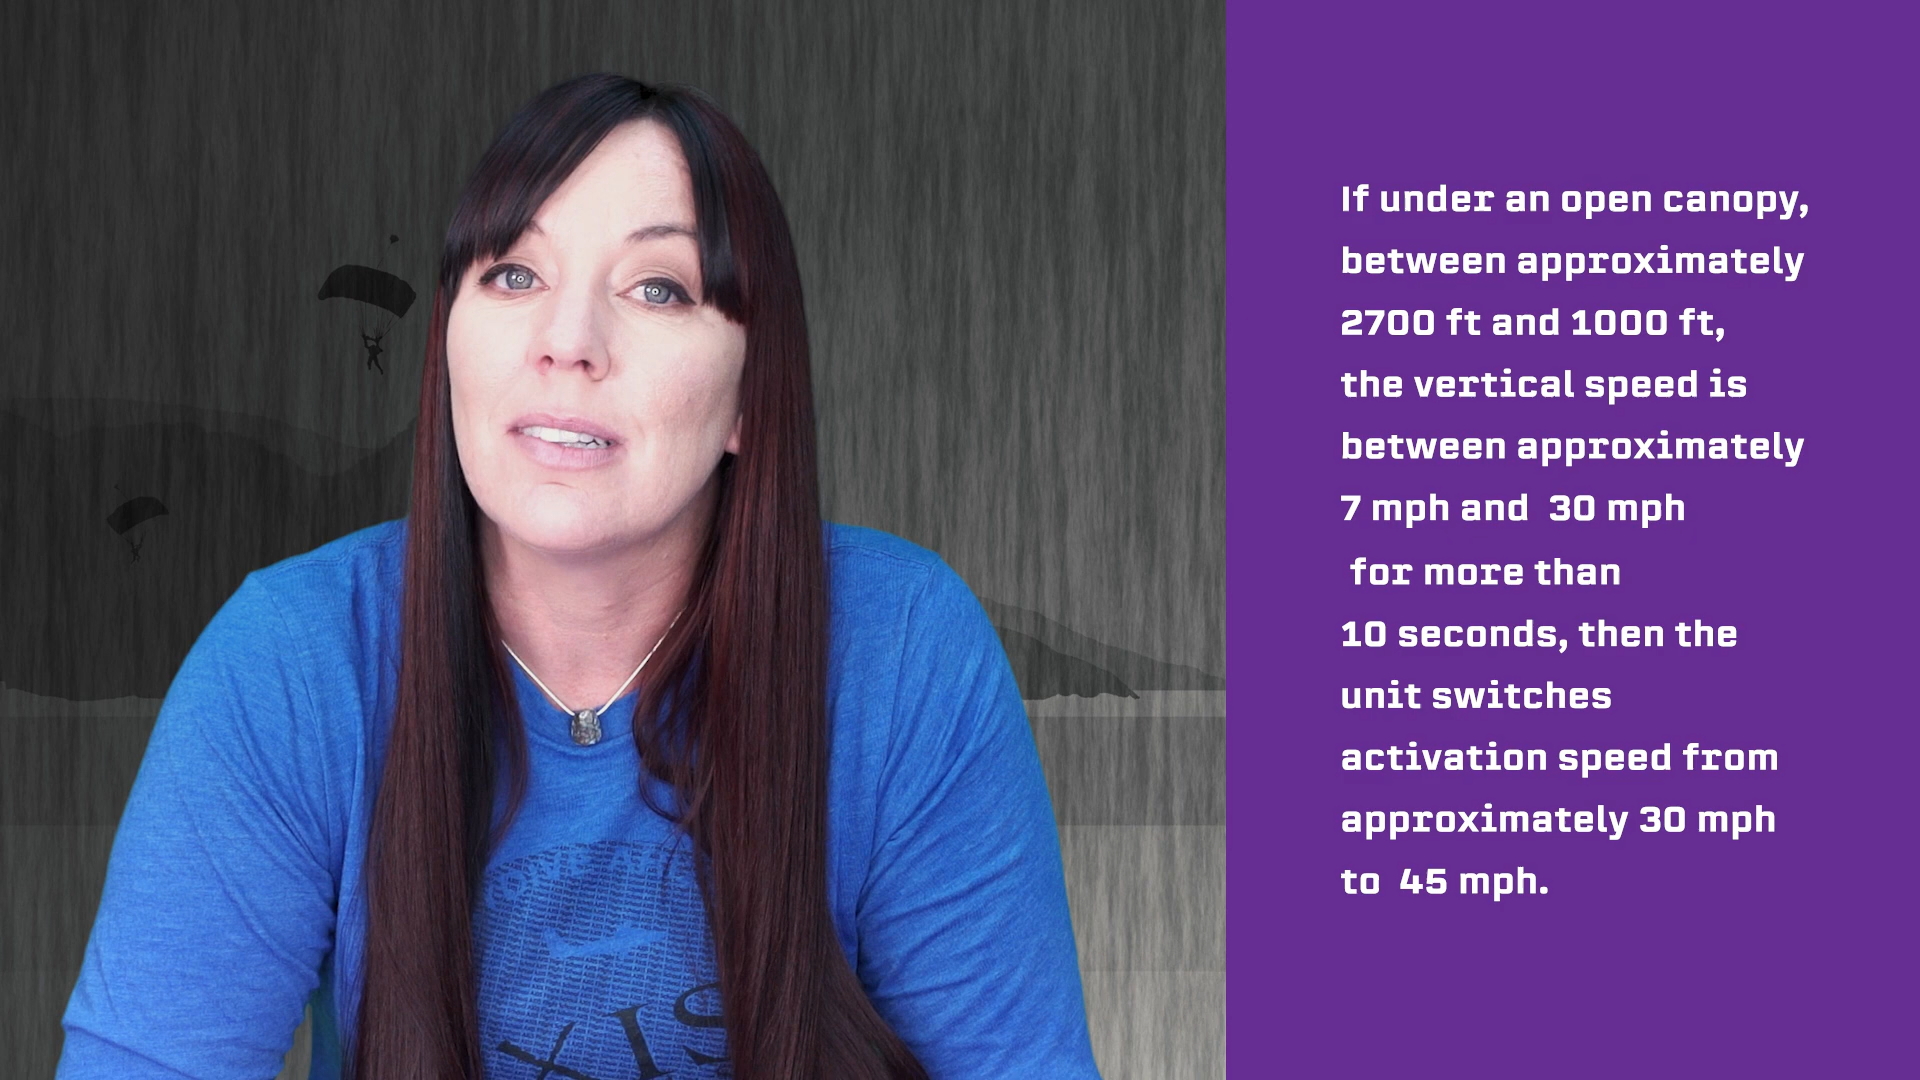 If under an open canopy,
between approximately
2700 ft and 1000 ft,
the vertical speed is
between approximately
7 mph and  30 mph
for more than
10 seconds, then the
unit switches
activation speed from
approximately 30 mph
to  45 mph.